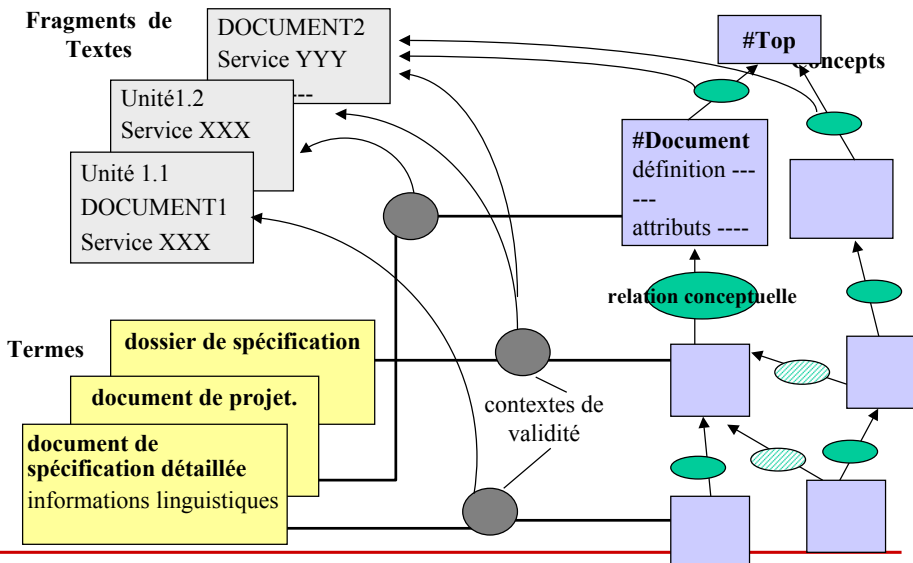 Fragments de
Textes
DOCUMENT2
Service YYY
---
Unité1.2
Service XXX
Unité 1.1
DOCUMENT1
Service XXX
#Top
Concepts
#Document
définition ---
---
attributs ----
relation conceptuelle
Termes
dossier de spécification
document de projet.
document de
spécification détaillée
informations linguistiques
contextes de
validité